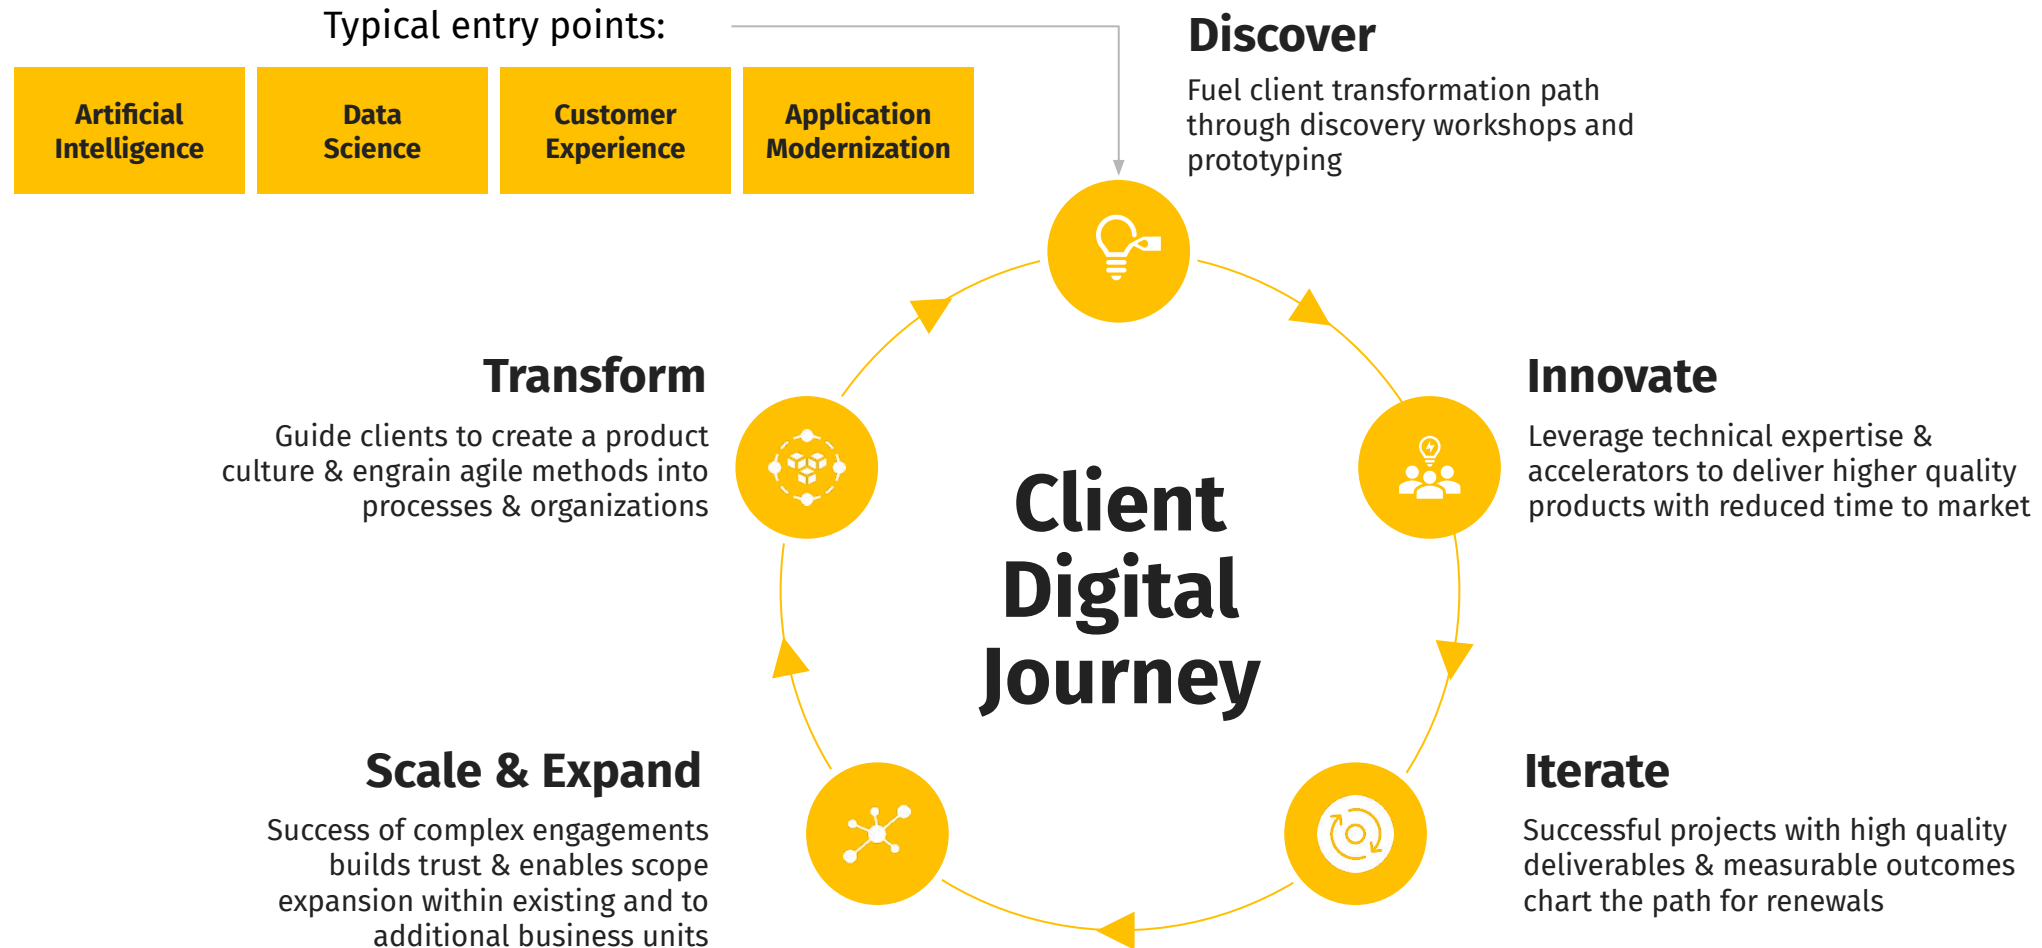 Typical entry points:
Artificial
Intelligence
Data
Science
Customer
Experience
Application
Modernization
Discover
Fuel client transformation path
through discovery workshops and
prototyping
Innovate
Leverage technical expertise &
accelerators to deliver higher quality
products with reduced time to market
Iterate
Successful projects with high quality
deliverables & measurable outcomes
chart the path for renewals
Scale & Expand
Success of complex engagements
builds trust & enables scope
expansion within existing and to
additional business units
Transform
Guide clients to create a product
culture & engrain agile methods into
processes & organizations
Client
Digital
Journey